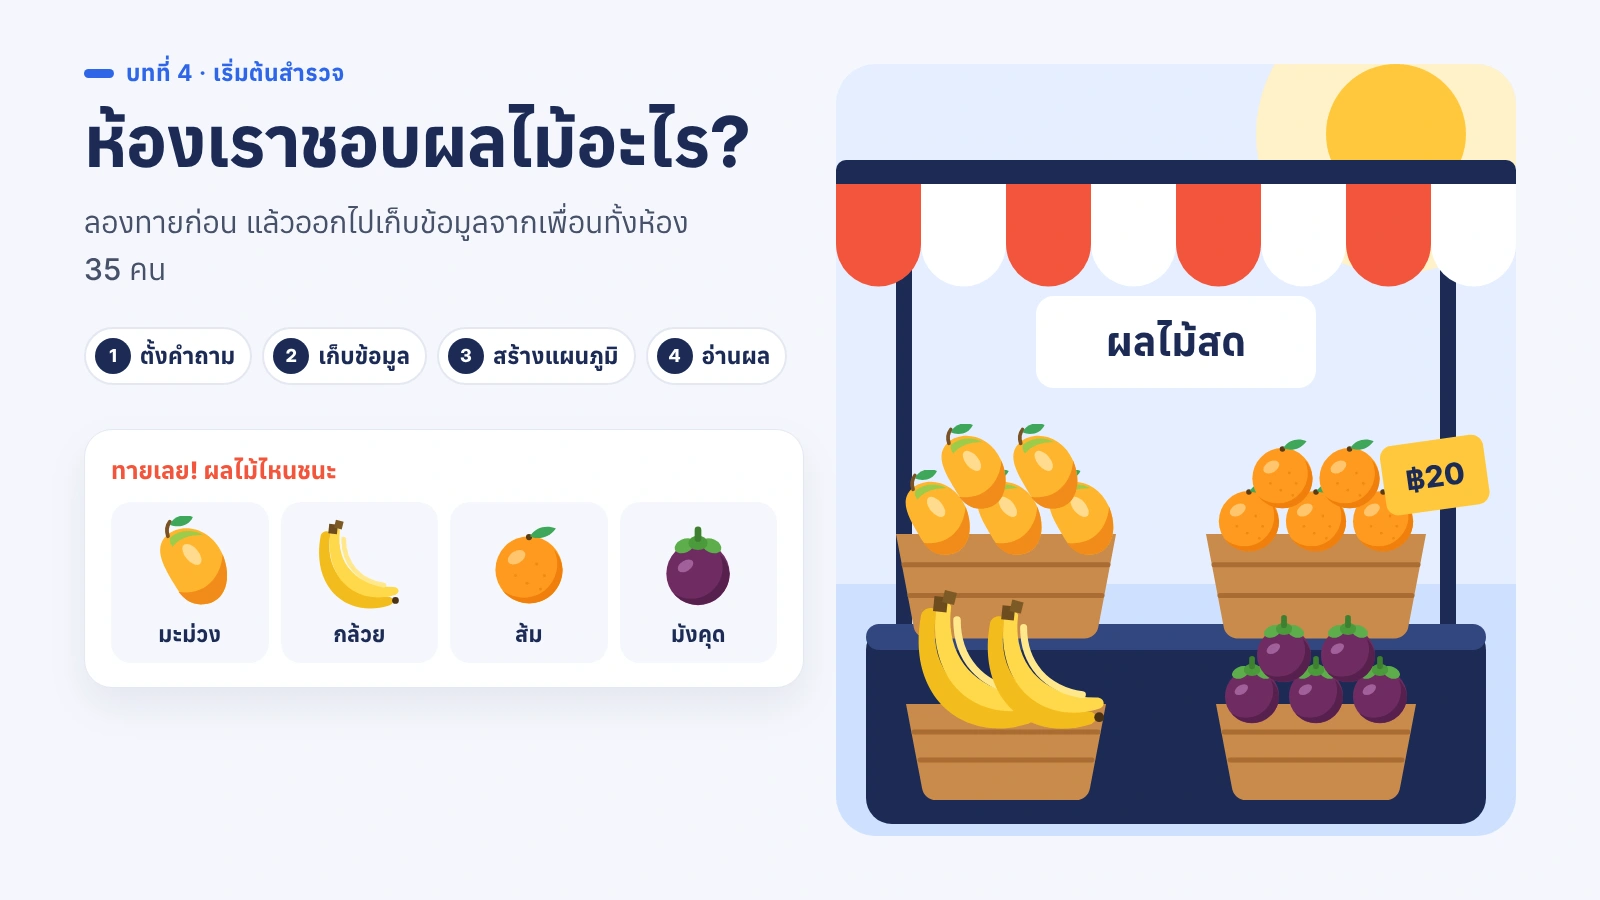 บทที่ 4 · เริ่มต้นสำรวจ
ห้องเราชอบผลไม้อะไร?
ลองทายก่อน แล้วออกไปเก็บข้อมูลจากเพื่อนทั้งห้อง
35 คน
1 ตั้งคำถาม
2 เก็บข้อมูล
3 สร้างแผนภูมิ
4 อ่านผล
ทายเลย! ผลไม้ไหนชนะ
มะม่วง
กล้วย
ส้ม
มังคุด
ผลไม้สด
฿20